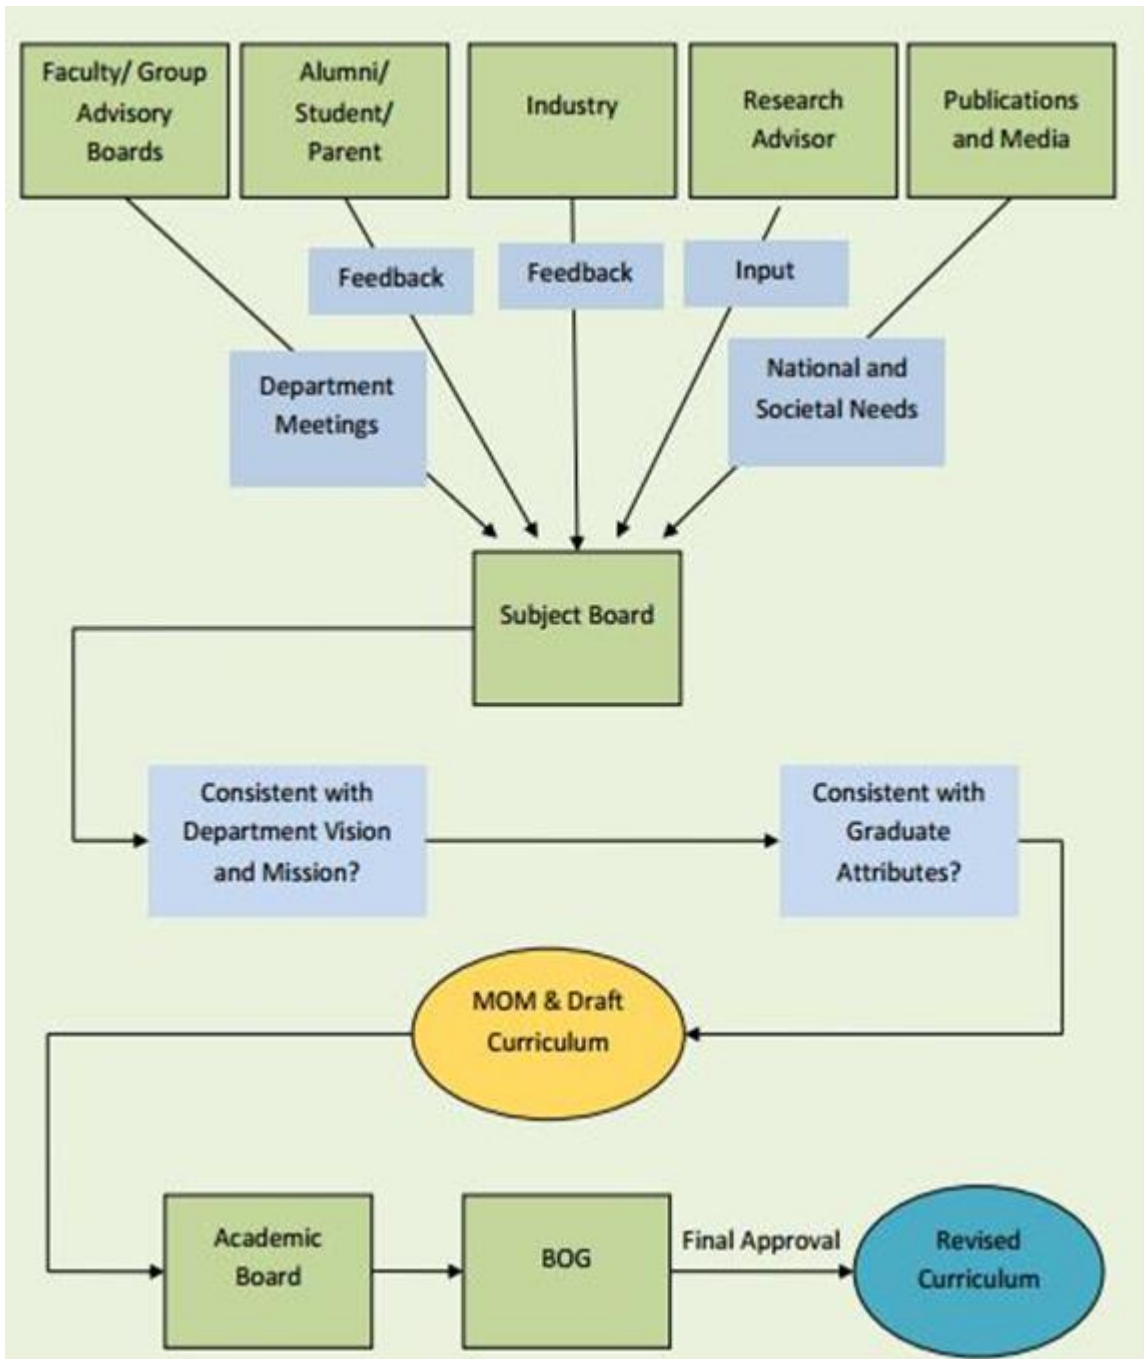 Faculty/ Group
Advisory
Boards
Alumni/
Student/
Parent
Industry
Research
Advisor
Publications
and Media
Feedback
Feedback
Input
Department
Meetings
National and
Societal Needs
Subject Board
Consistent with
Department Vision
and Mission?
Consistent with
Graduate
Attributes?
MOM & Draft
Curriculum
Academic
Board
BOG
Final Approval
Revised
Curriculum